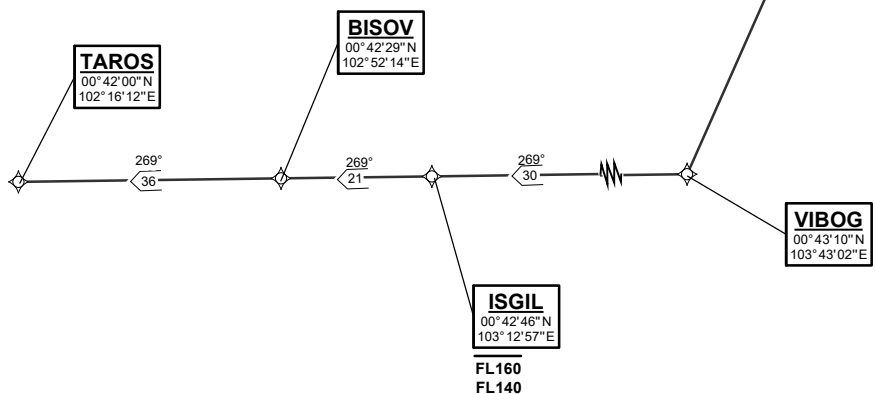 BISOV
00°42'29"N
102°52'14"E
TAROS
00°42'00"N
102°16'12"E
269°
36
269°
21
269°
30
VIBOG
00°43'10"N
103°43'02"E
ISGIL
00°42'46"N
103°12'57"E
FL160
FL140